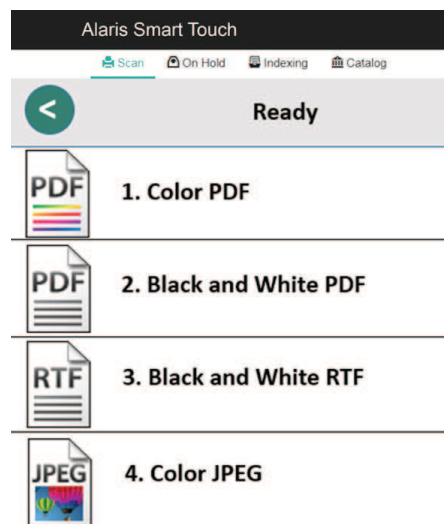 Alaris Smart Touch
Scan On Hold Indexing Catalog
< Ready
PDF 1. Color PDF
PDF 2. Black and White PDF
RTF 3. Black and White RTF
JPEG 4. Color JPEG